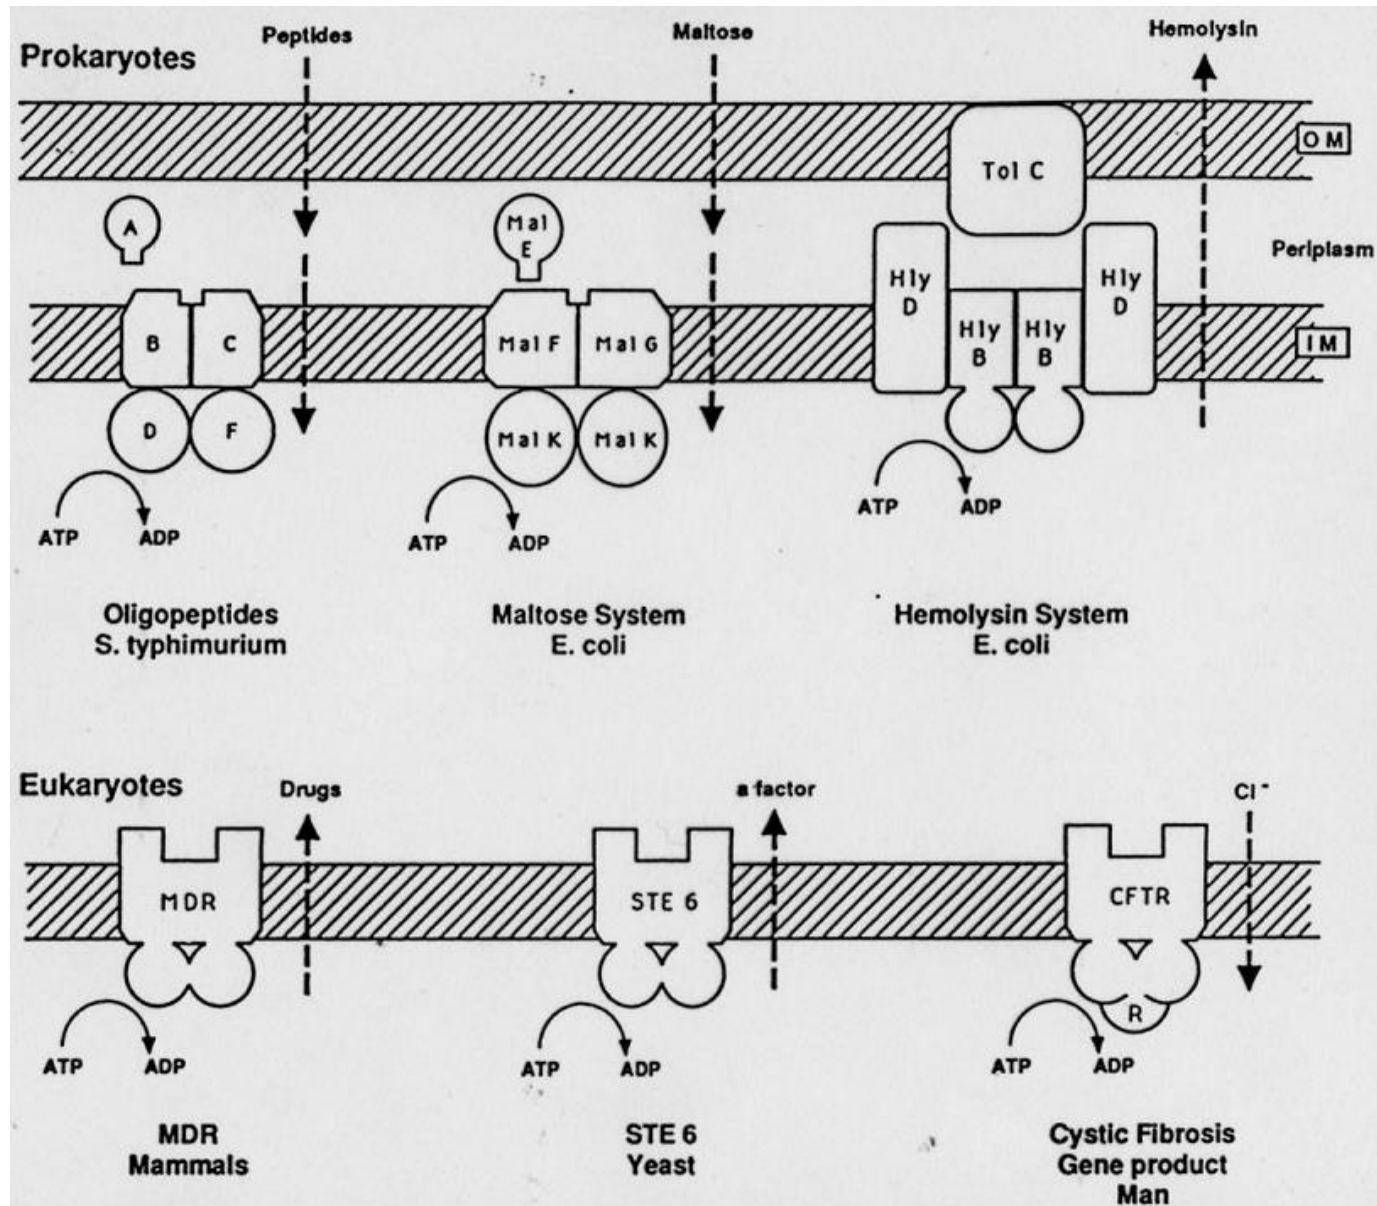 Prokaryotes
Peptides
Maltose
Hemolysin
OM
Tol C
A
Mal
E
Periplasm
Hly
D
Hly
D
B
C
Mal F
Mal G
Hly
B
Hly
B
IM
D
F
Mal K
Mal K
ATP
ADP
ATP
ADP
ATP
ADP
Oligopeptides
S. typhimurium
Maltose System
E. coli
Hemolysin System
E. coli
Eukaryotes
Drugs
a factor
Cl⁻
MDR
STE 6
CFTR
R
ATP
ADP
ATP
ADP
ATP
ADP
MDR
Mammals
STE 6
Yeast
Cystic Fibrosis
Gene product
Man